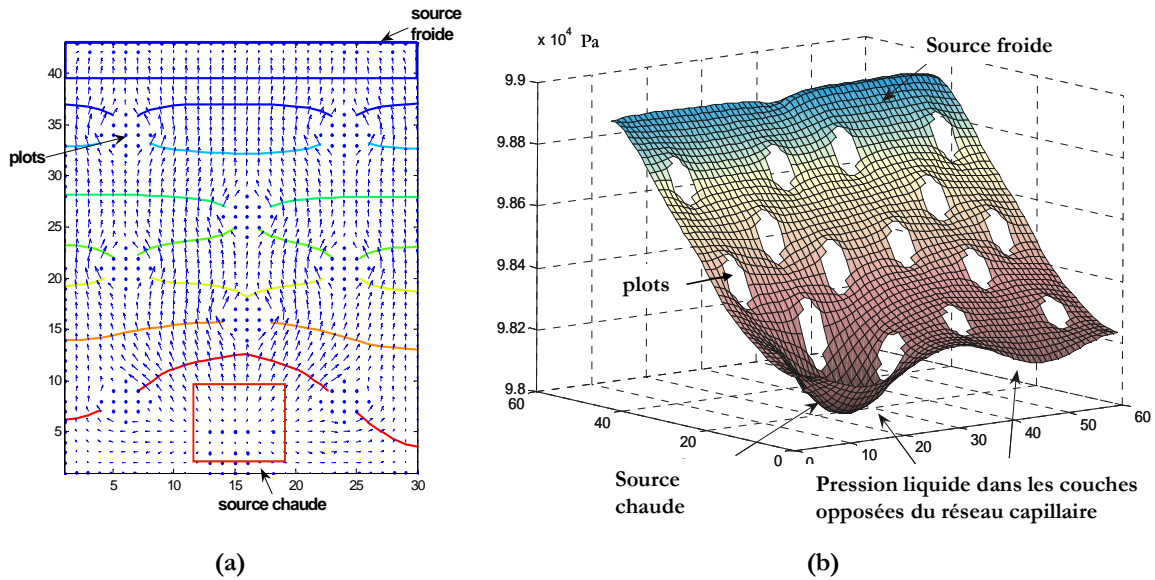 source
froide
40
35
plots
30
25
20
15
10
5
5
10
15
20
25
30
source chaude
(a)
x 10⁴ Pa
Source froide
9.9
9.88
9.86
9.84
9.82
9.8
plots
60
40
20
0
0
10
20
30
40
50
60
Source
chaude
Pression liquide dans les couches
opposées du réseau capillaire
(b)